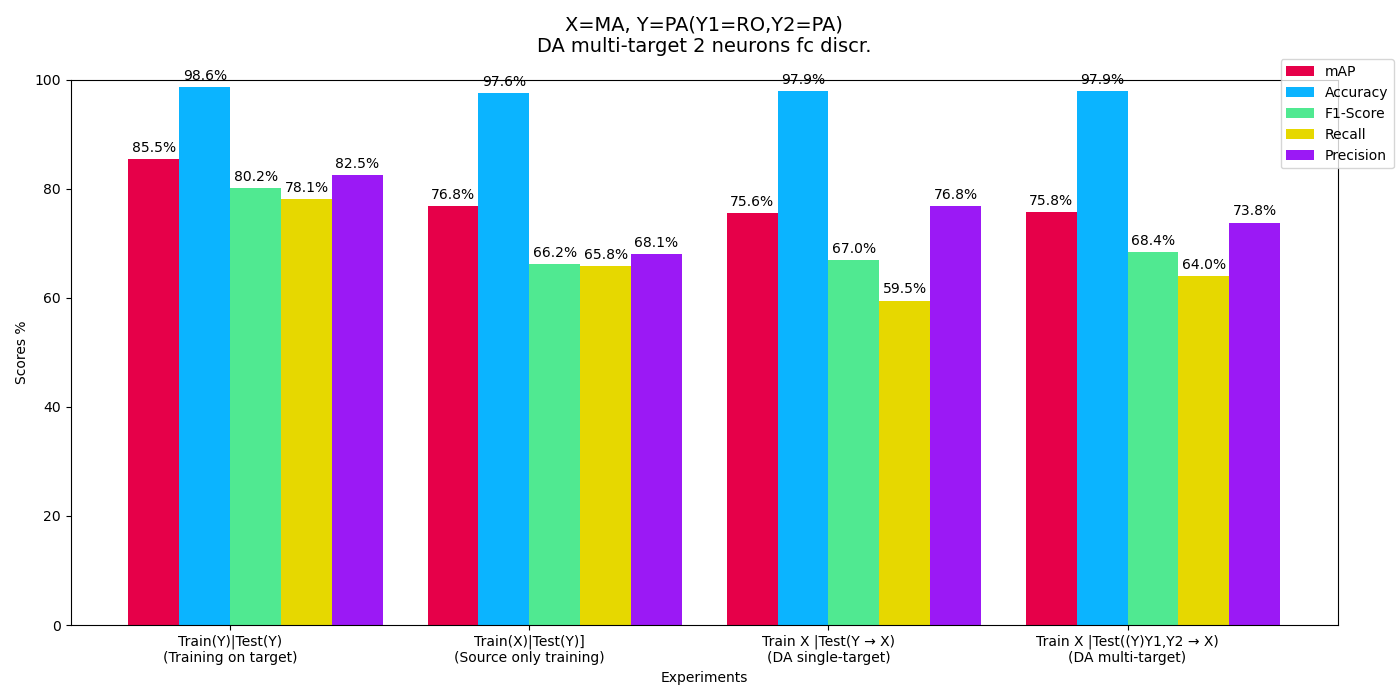 X=MA, Y=PA(Y1=RO,Y2=PA)
DA multi-target 2 neurons fc discr.
mAP
Accuracy
F1-Score
Recall
Precision
Scores %
100
80
60
40
20
0
85.5%
98.6%
80.2%
78.1%
82.5%
76.8%
97.6%
66.2%
65.8%
68.1%
75.6%
97.9%
67.0%
59.5%
76.8%
75.8%
97.9%
68.4%
64.0%
73.8%
Train(Y)|Test(Y)
(Training on target)
Train(X)|Test(Y)]
(Source only training)
Train X |Test(Y → X)
(DA single-target)
Train X |Test((Y)Y1,Y2 → X)
(DA multi-target)
Experiments